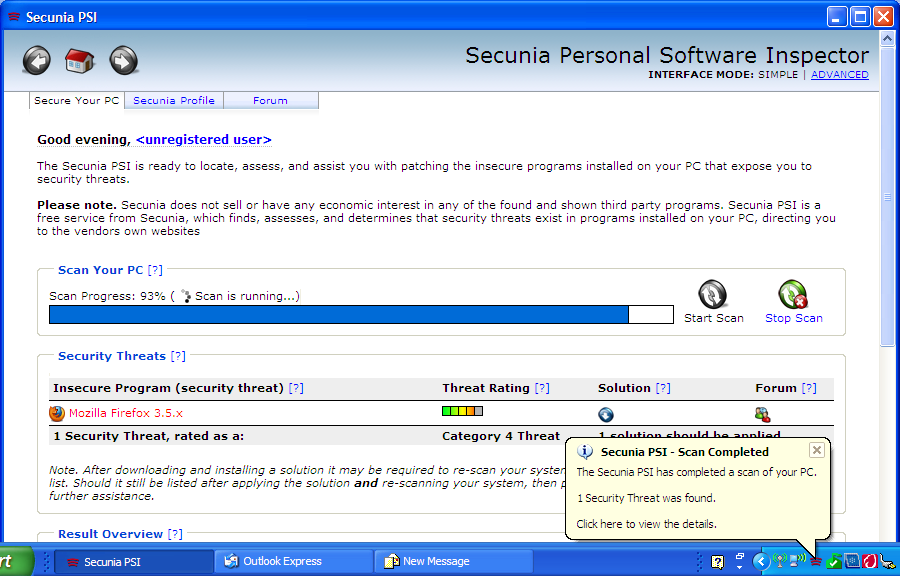 Secunia PSI
Secunia Personal Software Inspector
INTERFACE MODE: SIMPLE | ADVANCED
Secure Your PC
Secunia Profile
Forum
Good evening, <unregistered user>
The Secunia PSI is ready to locate, assess, and assist you with patching the insecure programs installed on your PC that expose you to
security threats.
Please note. Secunia does not sell or have any economic interest in any of the found and shown third party programs. Secunia PSI is a
free service from Secunia, which finds, assesses, and determines that security threats exist in programs installed on your PC, directing you
to the vendors own websites
Scan Your PC [?]
Scan Progress: 93% ( Scan is running...)
Start Scan
Stop Scan
Security Threats [?]
Insecure Program (security threat) [?] Threat Rating [?] Solution [?] Forum [?]
Mozilla Firefox 3.5.x
1 Security Threat, rated as a: Category 4 Threat 1 solution should be applied
Note. After downloading and installing a solution it may be required to re-scan your system
list. Should it still be listed after applying the solution and re-scanning your system, then p
further assistance.
Secunia PSI - Scan Completed
The Secunia PSI has completed a scan of your PC.
1 Security Threat was found.
Click here to view the details.
Result Overview [?]
rt
Secunia PSI
Outlook Express
New Message